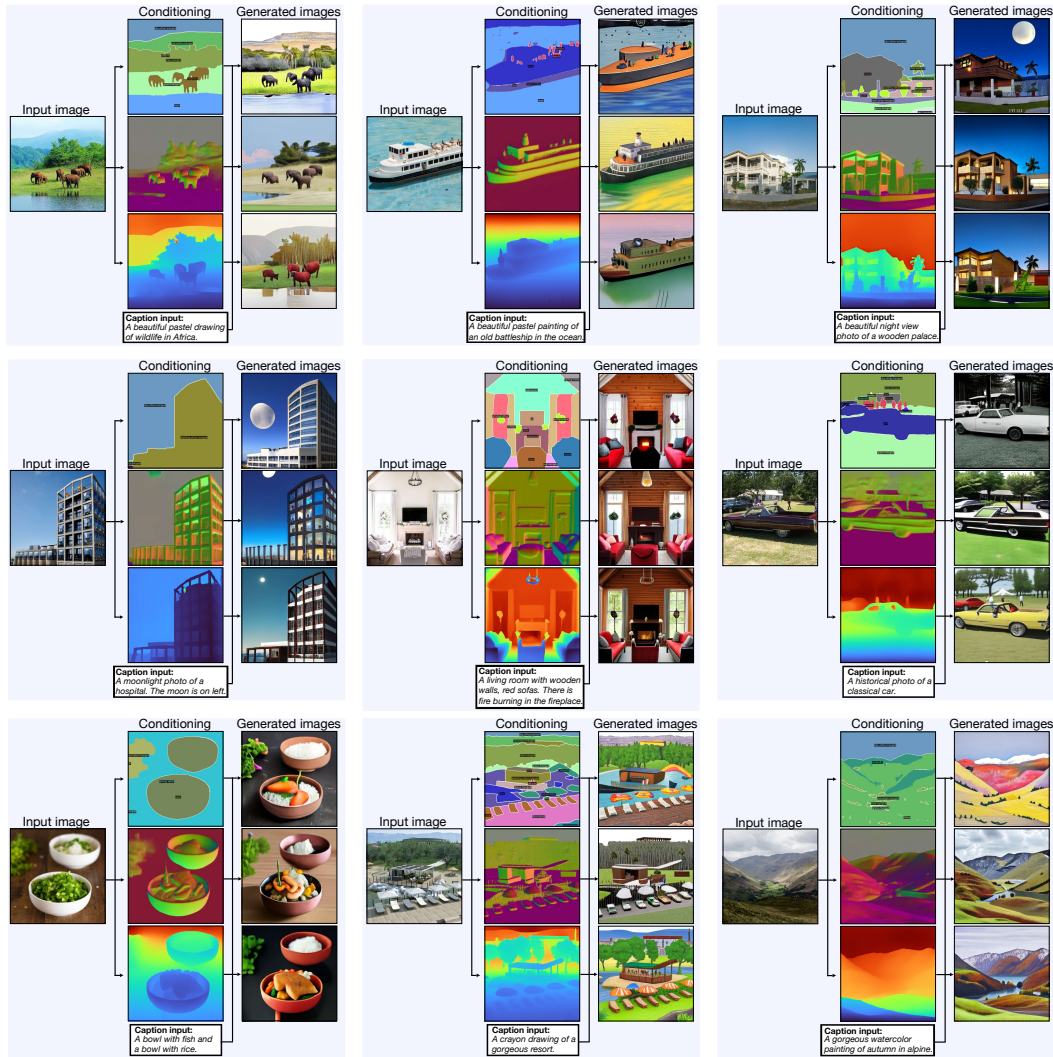 Conditioning
Generated images
Input image
Caption input:
A beautiful pastel drawing
of wildlife in Africa.
Conditioning
Generated images
Input image
Caption input:
A beautiful pastel painting of
an old battleship in the ocean.
Conditioning
Generated images
Input image
Caption input:
A beautiful night view
photo of a wooden palace.
Conditioning
Generated images
Input image
Caption input:
A moonlight photo of a
hospital. The moon is on left.
Conditioning
Generated images
Input image
Caption input:
A living room with wooden
walls, red sofas. There is
fire burning in the fireplace.
Conditioning
Generated images
Input image
Caption input:
A historical photo of a
classical car.
Conditioning
Generated images
Input image
Caption input:
A bowl with fish and
a bowl with rice.
Conditioning
Generated images
Input image
Caption input:
A crayon drawing of a
gorgeous resort.
Conditioning
Generated images
Input image
Caption input:
A gorgeous watercolor
painting of autumn in alpine.